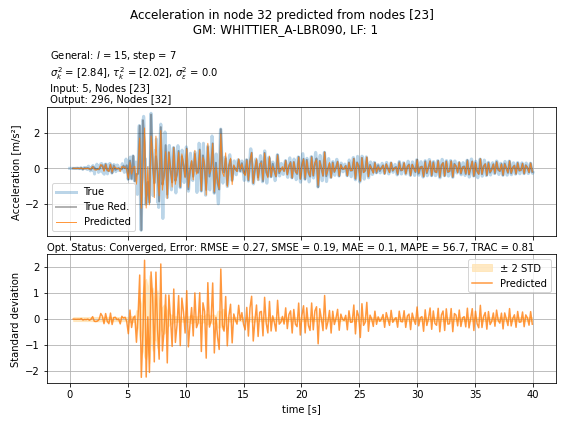 Acceleration in node 32 predicted from nodes [23]
GM: WHITTIER_A-LBR090, LF: 1
General: l = 15, step = 7
σ²ₖ = [2.84], τ²ₖ = [2.02], σ²ε = 0.0
Input: 5, Nodes [23]
Output: 296, Nodes [32]
Acceleration [m/s²]
2
0
−2
True
True Red.
Predicted
Opt. Status: Converged, Error: RMSE = 0.27, SMSE = 0.19, MAE = 0.1, MAPE = 56.7, TRAC = 0.81
Standard deviation
2
1
0
−1
−2
± 2 STD
Predicted
0 5 10 15 20 25 30 35 40
time [s]